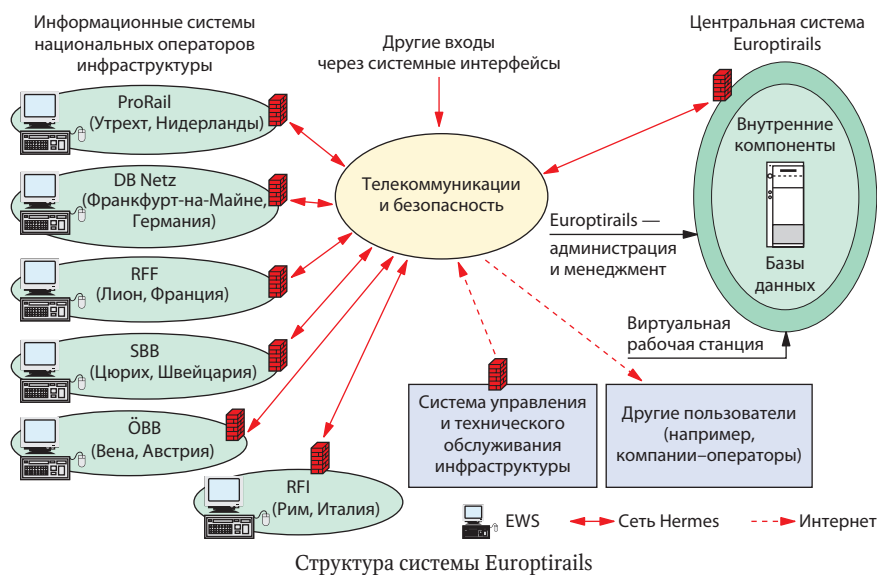 Информационные системы
национальных операторов
инфраструктуры
Другие входы
через системные интерфейсы
Центральная система
Europtirails
ProRail
(Утрехт, Нидерланды)
DB Netz
(Франкфурт-на-Майне,
Германия)
RFF
(Лион, Франция)
SBB
(Цюрих, Швейцария)
ÖBB
(Вена, Австрия)
RFI
(Рим, Италия)
Телекоммуникации
и безопасность
Внутренние
компоненты
Базы
данных
Europtirails —
администрация
и менеджмент
Виртуальная
рабочая станция
Система управления
и технического
обслуживания
инфраструктуры
Другие пользователи
(например,
компании–операторы)
EWS
Сеть Hermes
Интернет
Структура системы Europtirails